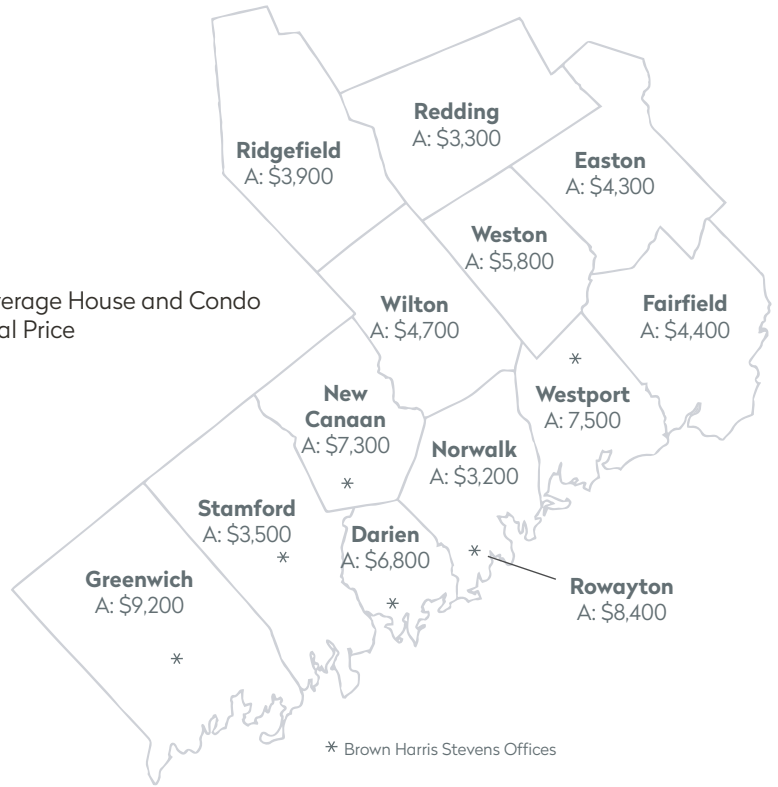 Redding
A: $3,300
Ridgefield
A: $3,900
Easton
A: $4,300
Weston
A: $5,800
erage House and Condo
al Price
Wilton
A: $4,700
Fairfield
A: $4,400
New
Canaan
A: $7,300
Westport
A: 7,500
Norwalk
A: $3,200
Stamford
A: $3,500
Darien
A: $6,800
Greenwich
A: $9,200
Rowayton
A: $8,400
* Brown Harris Stevens Offices